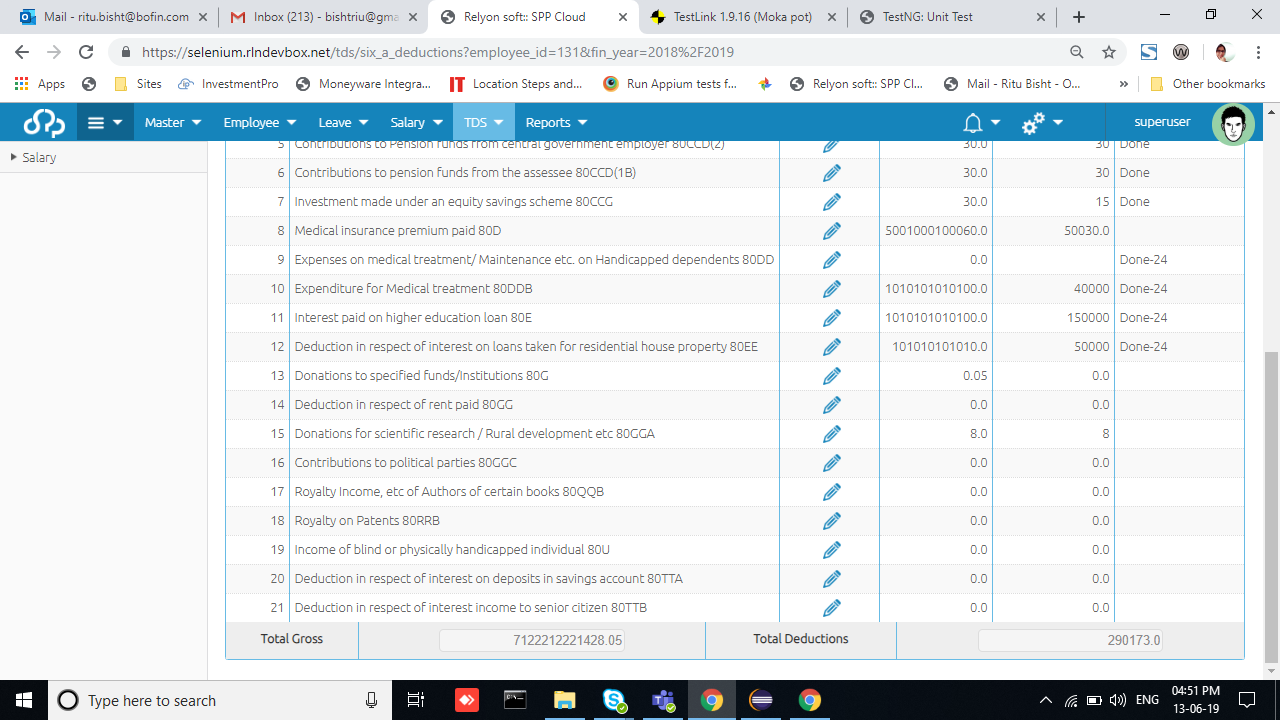 Mail - ritu.bisht@bofin.com
Inbox (213) - bishtriu@gma
Relyon soft:: SPP Cloud
TestLink 1.9.16 (Moka pot)
TestNG: Unit Test
https://selenium.rlndevbox.net/tds/six_a_deductions?employee_id=131&fin_year=2018%2F2019
Apps Sites InvestmentPro Moneyware Integra... Location Steps and... Run Appium tests f... Relyon soft:: SPP Cl... Mail - Ritu Bisht - O... » Other bookmarks
Master Employee Leave Salary TDS Reports superuser
Salary
5 Contributions to Pension funds from central government employer 80CCD(2) 30.0 30 Done
6 Contributions to pension funds from the assessee 80CCD(1B) 30.0 30 Done
7 Investment made under an equity savings scheme 80CCG 30.0 15 Done
8 Medical insurance premium paid 80D 5001000100060.0 50030.0
9 Expenses on medical treatment/ Maintenance etc. on Handicapped dependents 80DD 0.0 Done-24
10 Expenditure for Medical treatment 80DDB 1010101010100.0 40000 Done-24
11 Interest paid on higher education loan 80E 1010101010100.0 150000 Done-24
12 Deduction in respect of interest on loans taken for residential house property 80EE 101010101010.0 50000 Done-24
13 Donations to specified funds/Institutions 80G 0.05 0.0
14 Deduction in respect of rent paid 80GG 0.0 0.0
15 Donations for scientific research / Rural development etc 80GGA 8.0 8
16 Contributions to political parties 80GGC 0.0 0.0
17 Royalty Income, etc of Authors of certain books 80QQB 0.0 0.0
18 Royalty on Patents 80RRB 0.0 0.0
19 Income of blind or physically handicapped individual 80U 0.0 0.0
20 Deduction in respect of interest on deposits in savings account 80TTA 0.0 0.0
21 Deduction in respect of interest income to senior citizen 80TTB 0.0 0.0
Total Gross 7122212221428.05 Total Deductions 290173.0
Type here to search
ENG
04:51 PM
13-06-19